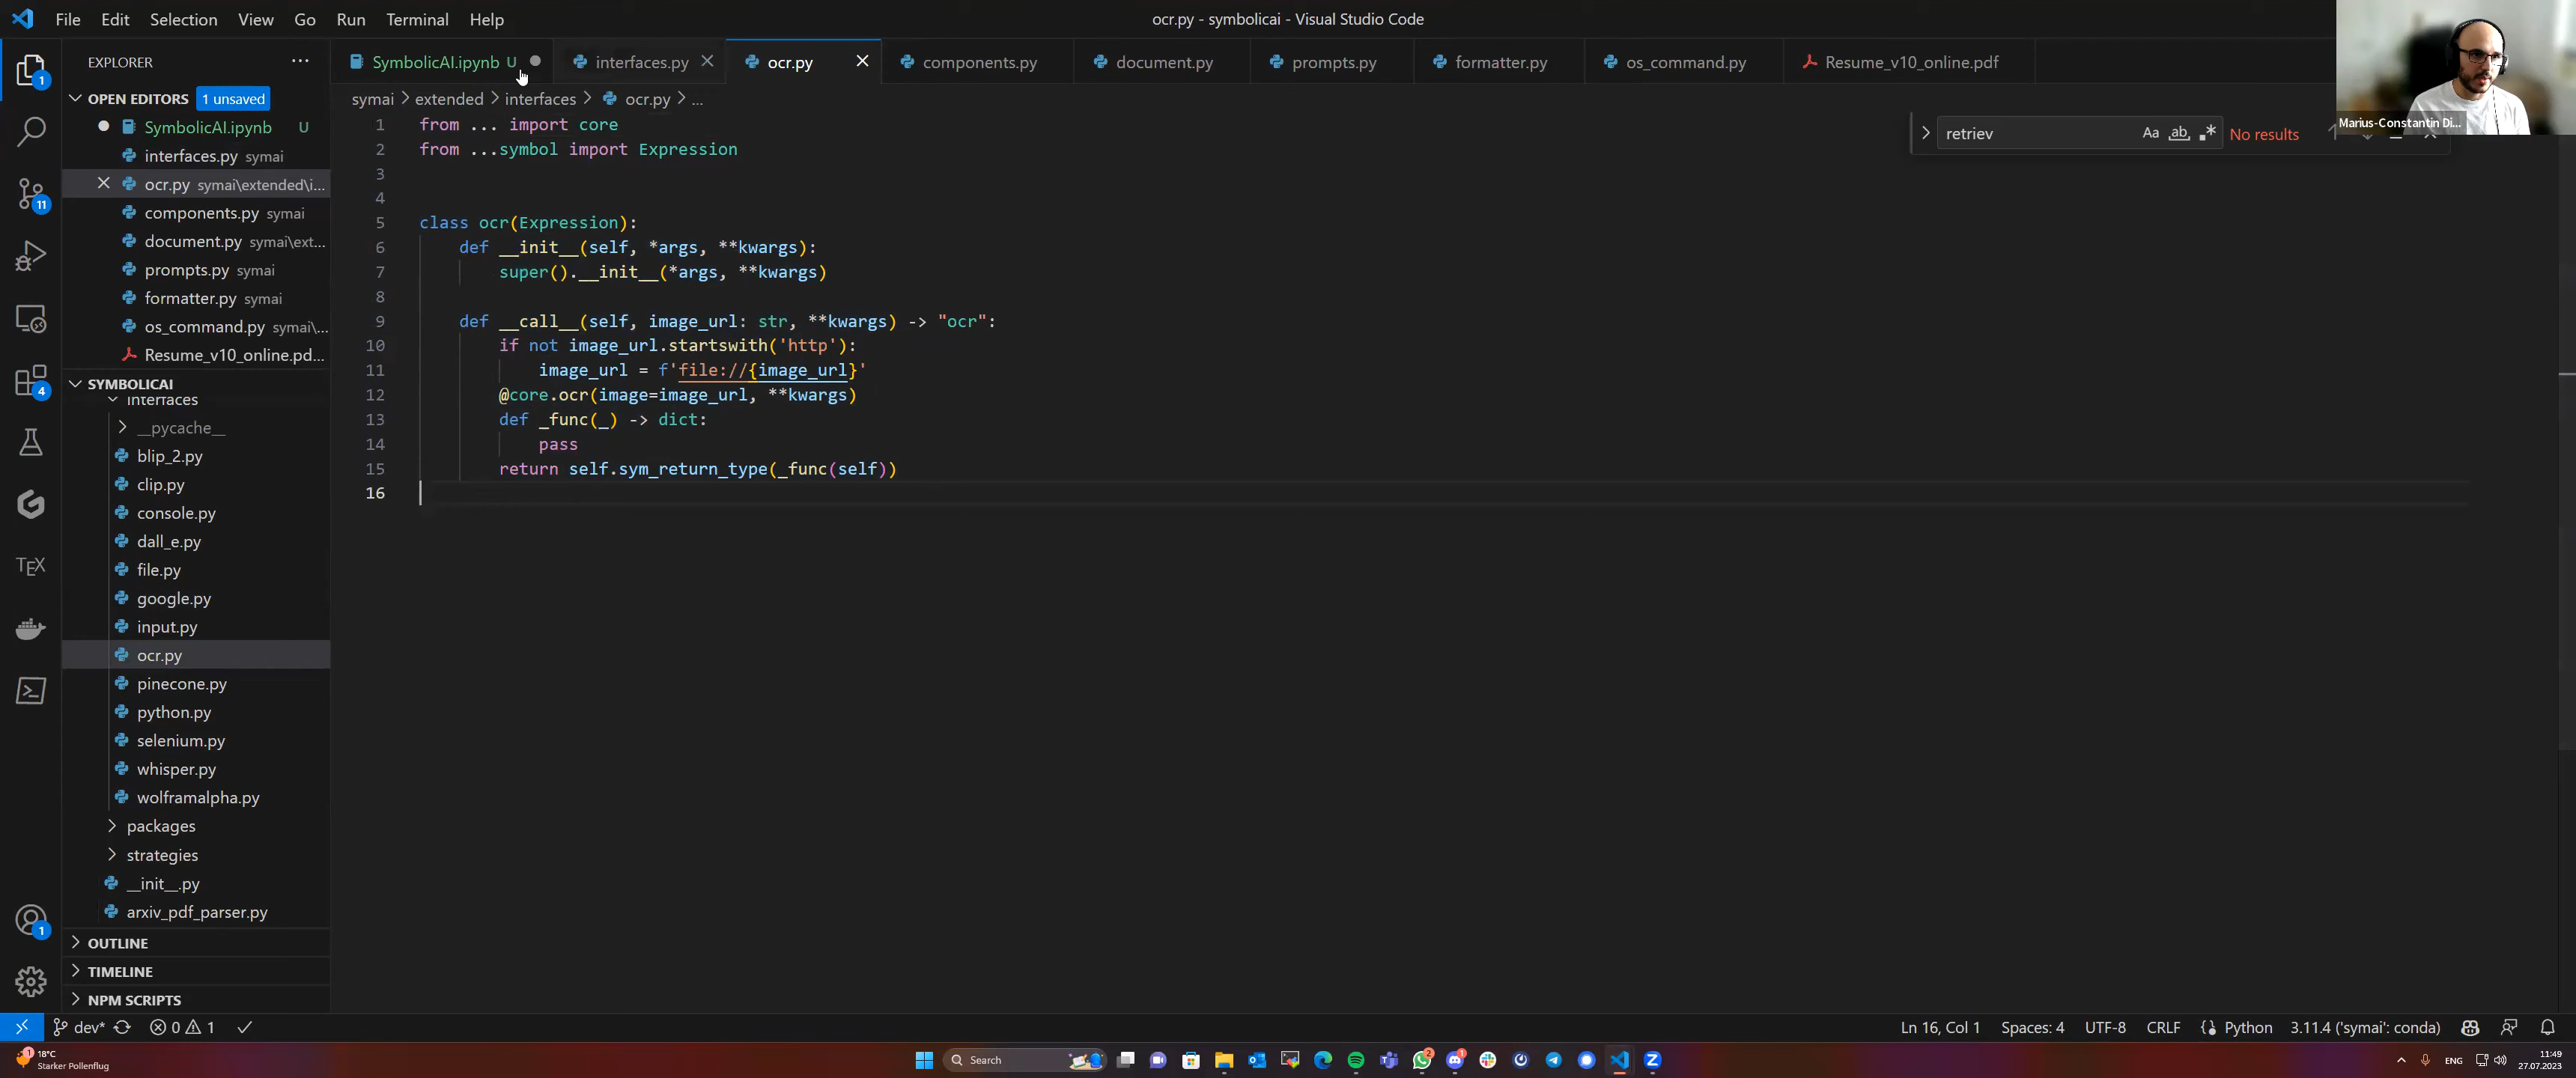 File Edit Selection View Go Run Terminal Help
ocr.py - symbolicai - Visual Studio Code
EXPLORER
SymbolicAI.ipynb U
interfaces.py
ocr.py
components.py
document.py
prompts.py
formatter.py
os_command.py
Resume_v10_online.pdf
OPEN EDITORS 1 unsaved
SymbolicAI.ipynb U
interfaces.py symai
ocr.py symai\extended\i...
components.py symai
document.py symai\ext...
prompts.py symai
formatter.py symai
os_command.py symai\...
Resume_v10_online.pd...
SYMBOLICAI
interfaces
__pycache__
blip_2.py
clip.py
console.py
dall_e.py
file.py
google.py
input.py
ocr.py
pinecone.py
python.py
selenium.py
whisper.py
wolframalpha.py
packages
strategies
__init__.py
arxiv_pdf_parser.py
OUTLINE
TIMELINE
NPM SCRIPTS
symai > extended > interfaces > ocr.py > ...
1 from ... import core
2 from ...symbol import Expression
3
4
5 class ocr(Expression):
6 def __init__(self, *args, **kwargs):
7 super().__init__(*args, **kwargs)
8
9 def __call__(self, image_url: str, **kwargs) -> "ocr":
10 if not image_url.startswith('http'):
11 image_url = f'file://{image_url}'
12 @core.ocr(image=image_url, **kwargs)
13 def _func(_) -> dict:
14 pass
15 return self.sym_return_type(_func(self))
16
retriev Aa ab No results
Marius-Constantin Di...
1
11
4
TEX
1
dev* 0 1
Ln 16, Col 1 Spaces: 4 UTF-8 CRLF Python 3.11.4 ('symai': conda)
1 18°C
Starker Pollenflug
Search
2
1
ENG
11:49
27.07.2023